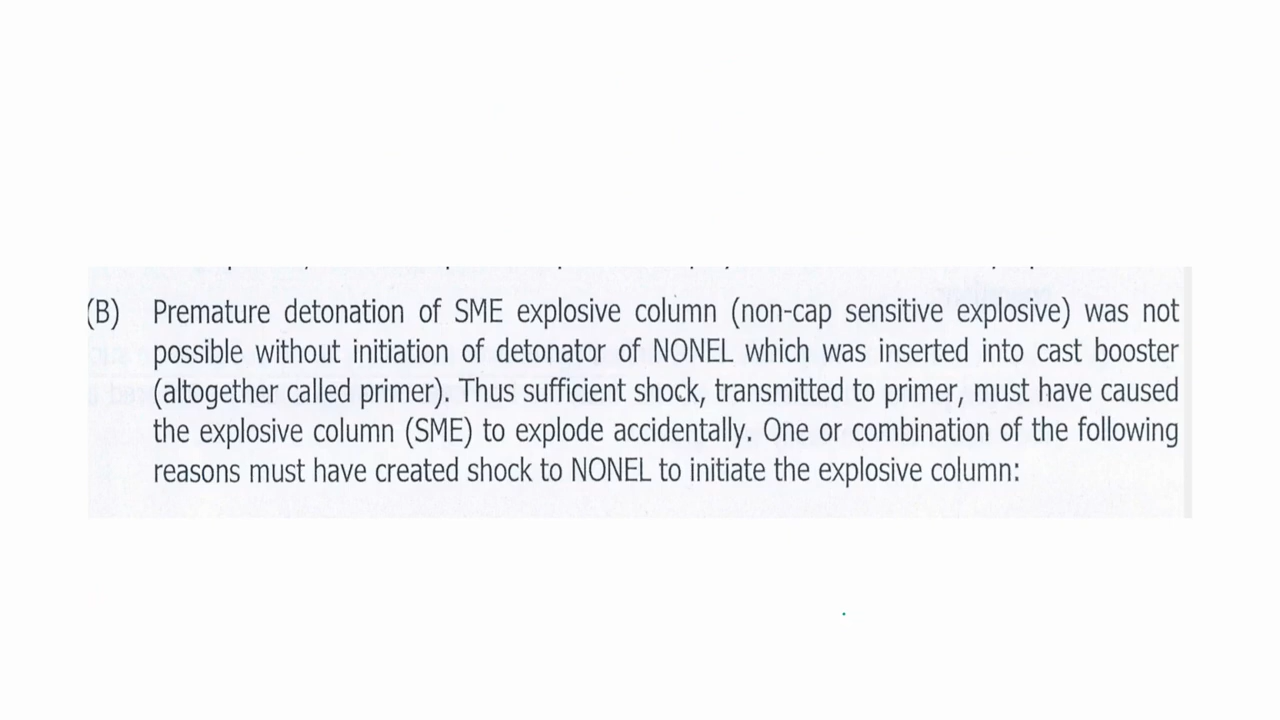 (B) Premature detonation of SME explosive column (non-cap sensitive explosive) was not
possible without initiation of detonator of NONEL which was inserted into cast booster
(altogether called primer). Thus sufficient shock, transmitted to primer, must have caused
the explosive column (SME) to explode accidentally. One or combination of the following
reasons must have created shock to NONEL to initiate the explosive column: